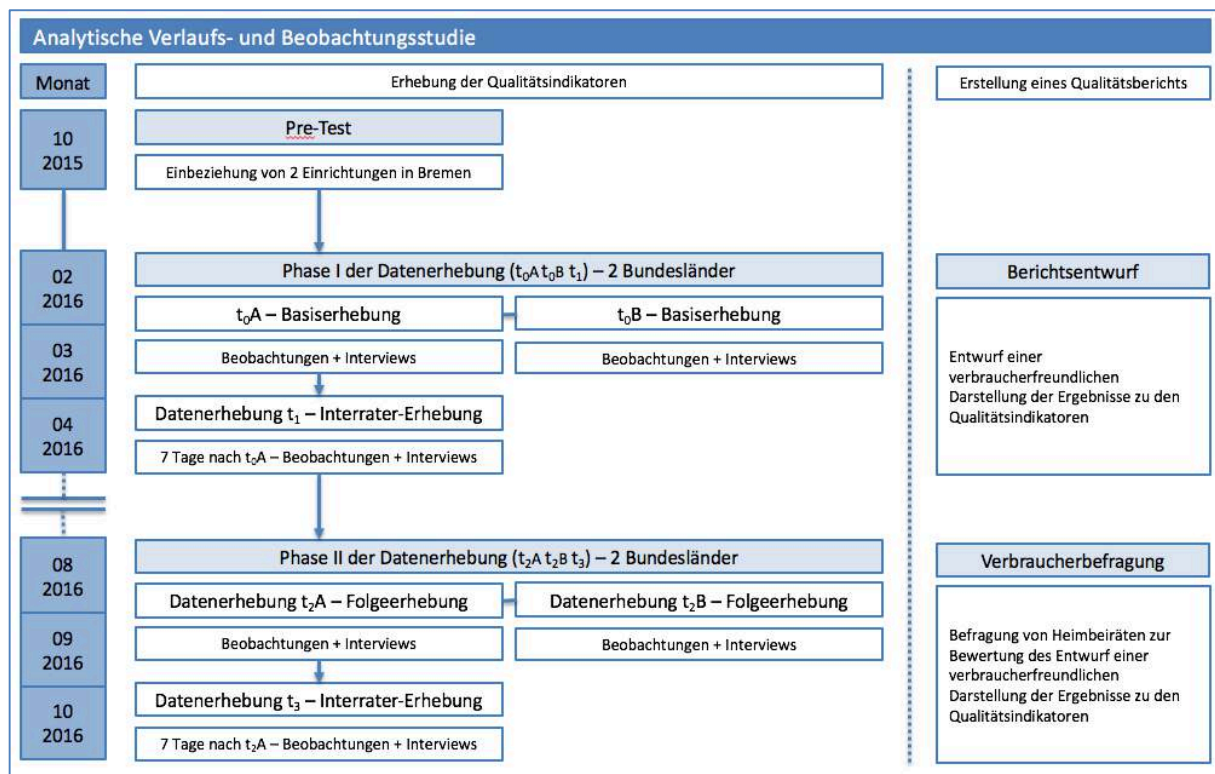 Analytische Verlaufs- und Beobachtungsstudie
Monat
Erhebung der Qualitätsindikatoren
Erstellung eines Qualitätsberichts
10
2015
Pre-Test
Einbeziehung von 2 Einrichtungen in Bremen
02
2016
03
2016
04
2016
Phase I der Datenerhebung (t₀A t₀B t₁) – 2 Bundesländer
t₀A – Basiserhebung
t₀B – Basiserhebung
Beobachtungen + Interviews
Beobachtungen + Interviews
Datenerhebung t₁ – Interrater-Erhebung
7 Tage nach t₀A – Beobachtungen + Interviews
Berichtsentwurf
Entwurf einer
verbraucherfreundlichen
Darstellung der Ergebnisse zu den
Qualitätsindikatoren
08
2016
09
2016
10
2016
Phase II der Datenerhebung (t₂A t₂B t₃) – 2 Bundesländer
Datenerhebung t₂A – Folgeerhebung
Datenerhebung t₂B – Folgeerhebung
Beobachtungen + Interviews
Beobachtungen + Interviews
Datenerhebung t₃ – Interrater-Erhebung
7 Tage nach t₂A – Beobachtungen + Interviews
Verbraucherbefragung
Befragung von Heimbeiräten zur
Bewertung des Entwurf einer
verbraucherfreundlichen
Darstellung der Ergebnisse zu den
Qualitätsindikatoren